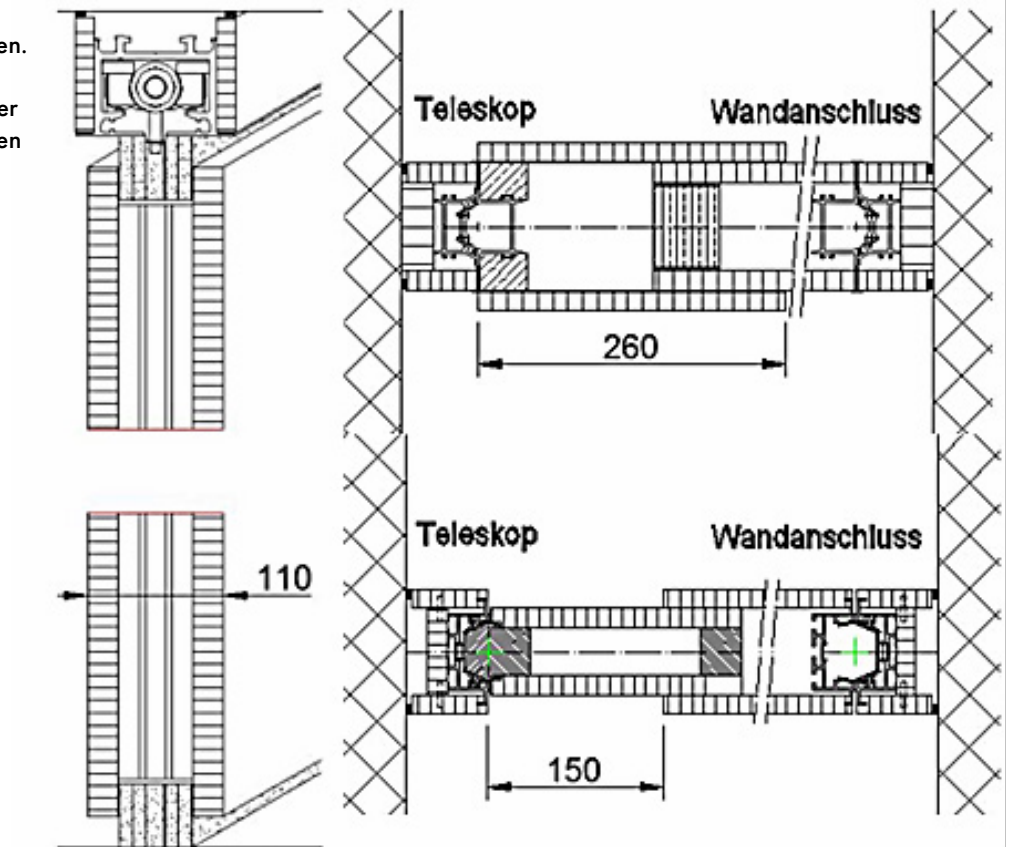 en.
er
en
Teleskop
Wandanschluss
260
Teleskop
Wandanschluss
110
150